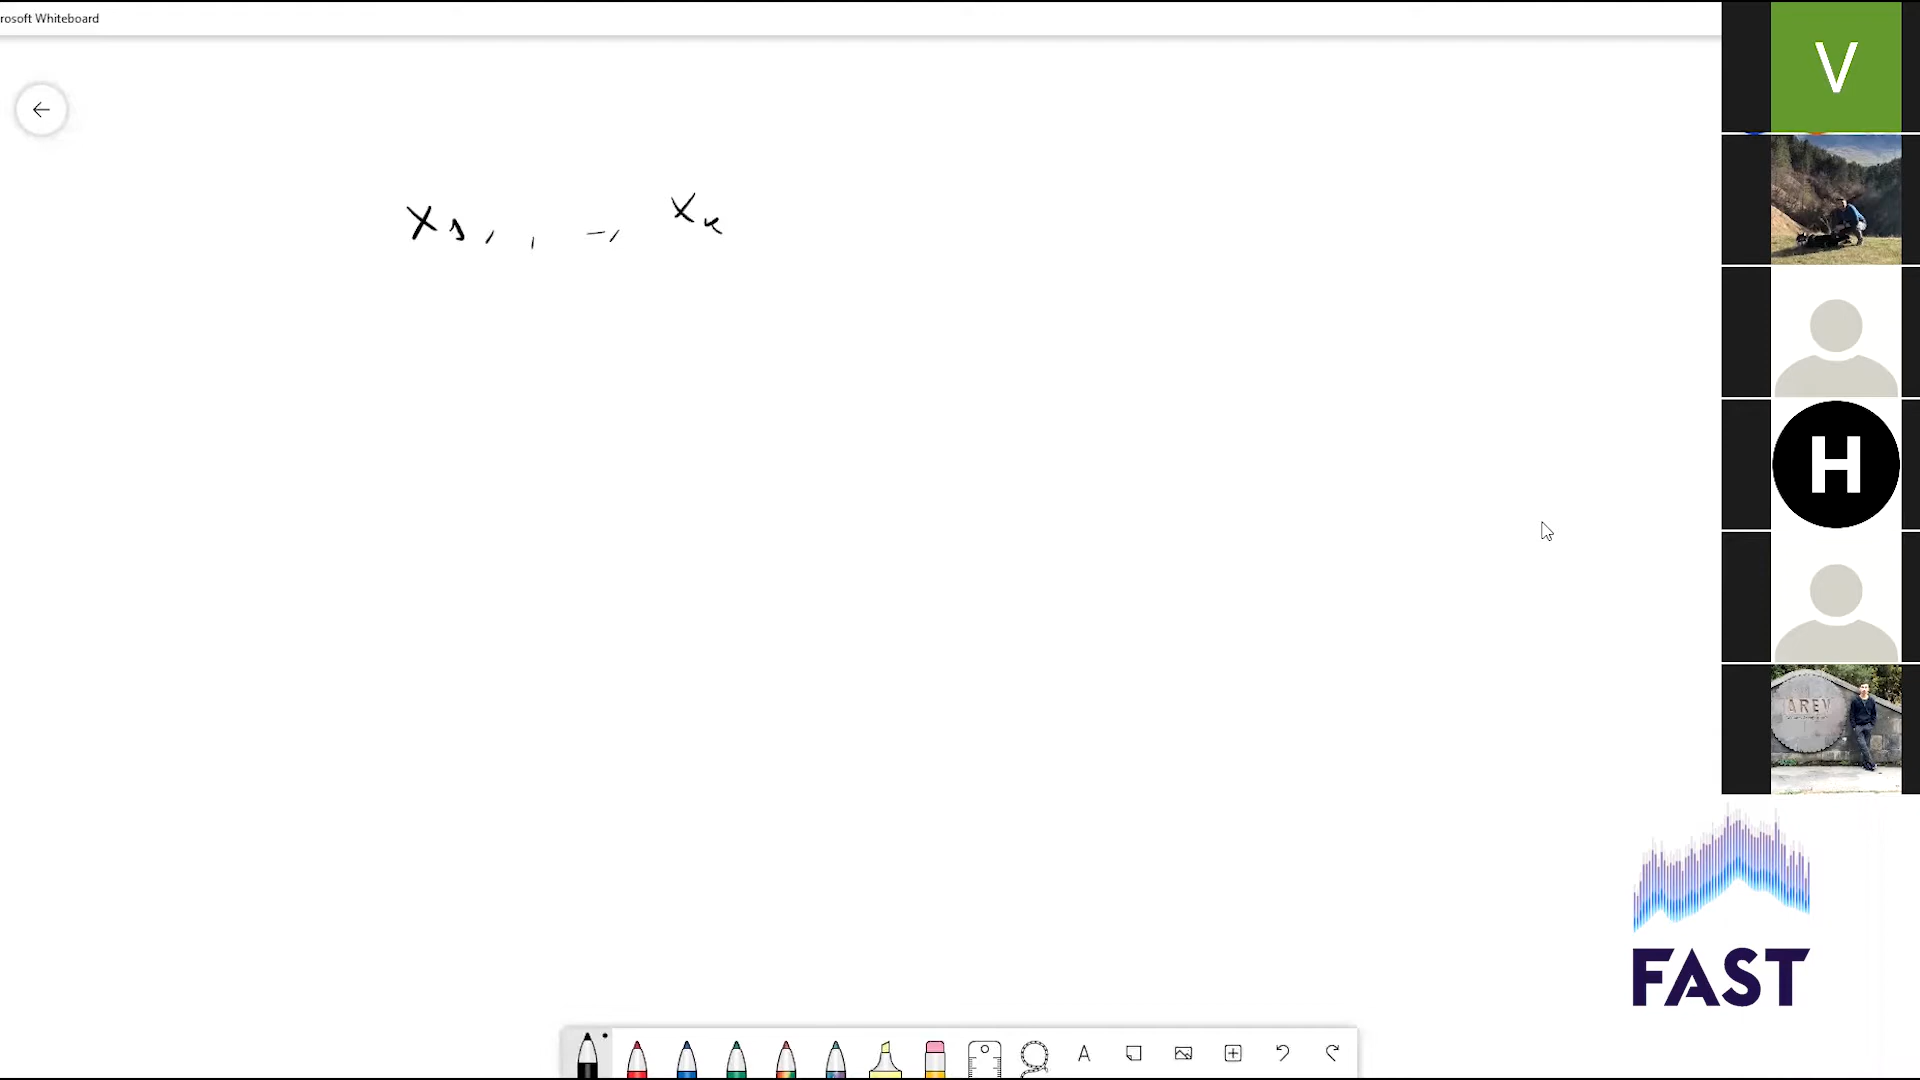 rosoft Whiteboard
V
x₁, , -, xₖ
H
AREV
FAST
A